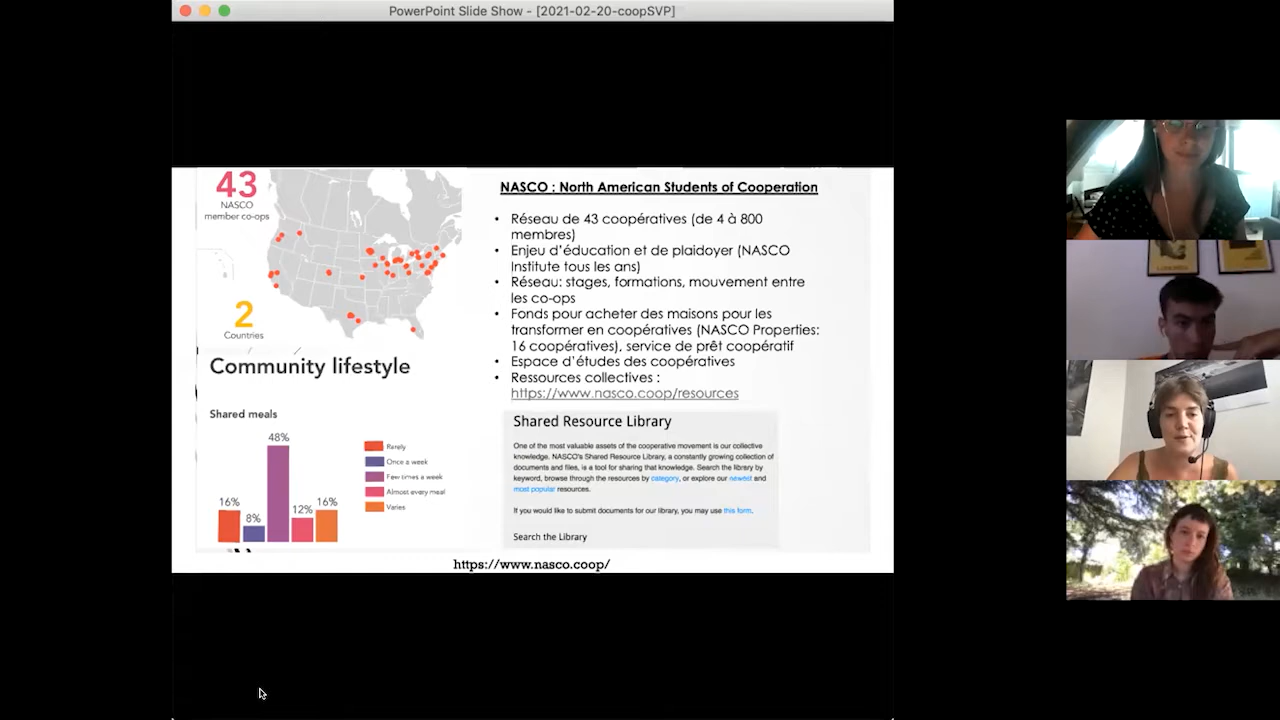 PowerPoint Slide Show - [2021-02-20-coopSVP]
43
NASCO
member co-ops
2
Countries
Community lifestyle
Shared meals
48%
16%
8%
12%
16%
Rarely
Once a week
Few times a week
Almost every meal
Varies
NASCO : North American Students of Cooperation
• Réseau de 43 coopératives (de 4 à 800
membres)
• Enjeu d’éducation et de plaidoyer (NASCO
Institute tous les ans)
• Réseau: stages, formations, mouvement entre
les co-ops
• Fonds pour acheter des maisons pour les
transformer en coopératives (NASCO Properties:
16 coopératives), service de prêt coopératif
• Espace d’études des coopératives
• Ressources collectives :
https://www.nasco.coop/resources
Shared Resource Library
One of the most valuable assets of the cooperative movement is our collective
knowledge. NASCO's Shared Resource Library, a constantly growing collection of
documents and files, is a tool for sharing that knowledge. Search the library by
keyword, browse through the resources by category, or explore our newest and
most popular resources.
If you would like to submit documents for our library, you may use this form.
Search the Library
https://www.nasco.coop/